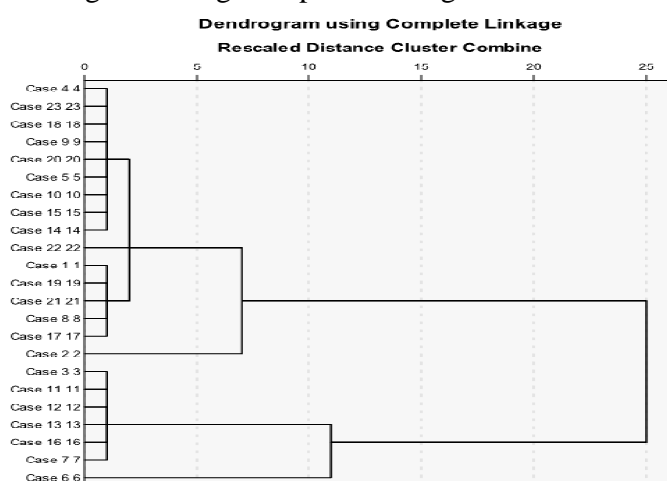 Dendrogram using Complete Linkage
Rescaled Distance Cluster Combine
0 5 10 15 20 25
Case 4 4
Case 23 23
Case 18 18
Case 9 9
Case 20 20
Case 5 5
Case 10 10
Case 15 15
Case 14 14
Case 22 22
Case 1 1
Case 19 19
Case 21 21
Case 8 8
Case 17 17
Case 2 2
Case 3 3
Case 11 11
Case 12 12
Case 13 13
Case 16 16
Case 7 7
Case 6 6